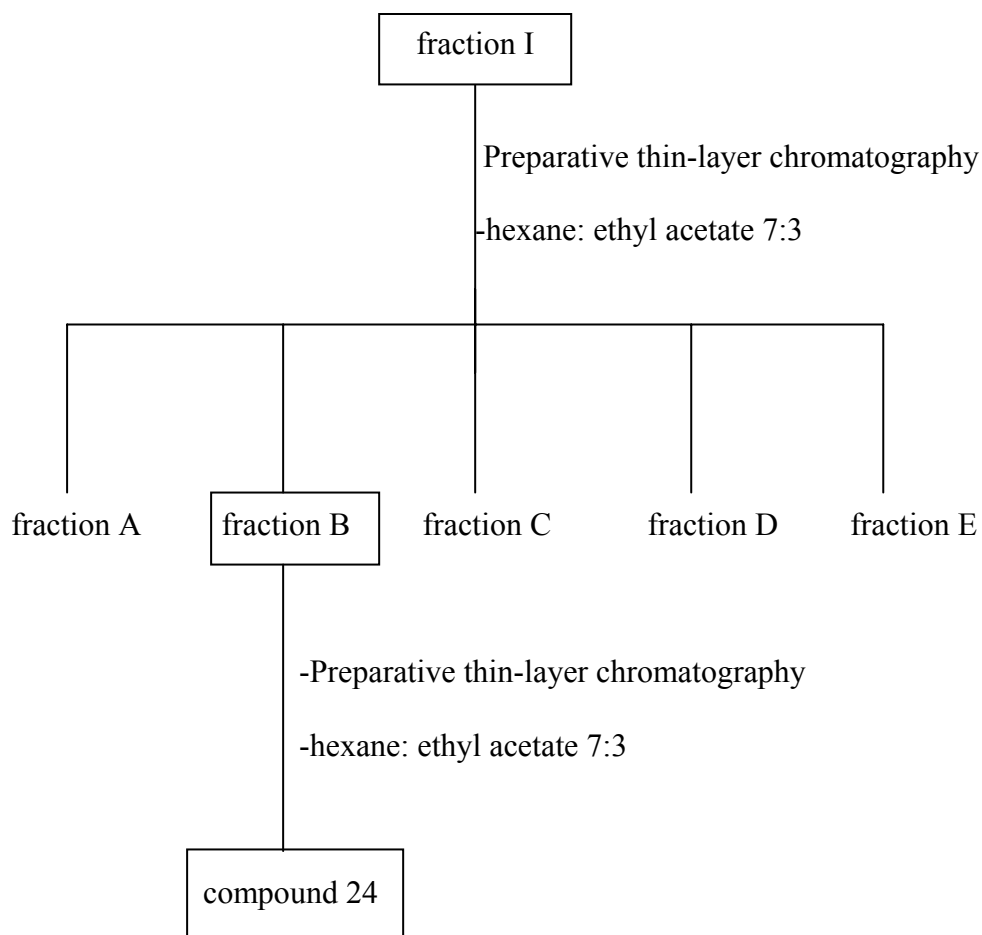 fraction I
Preparative thin-layer chromatography
-hexane: ethyl acetate 7:3
fraction A
fraction B
fraction C
fraction D
fraction E
-Preparative thin-layer chromatography
-hexane: ethyl acetate 7:3
compound 24